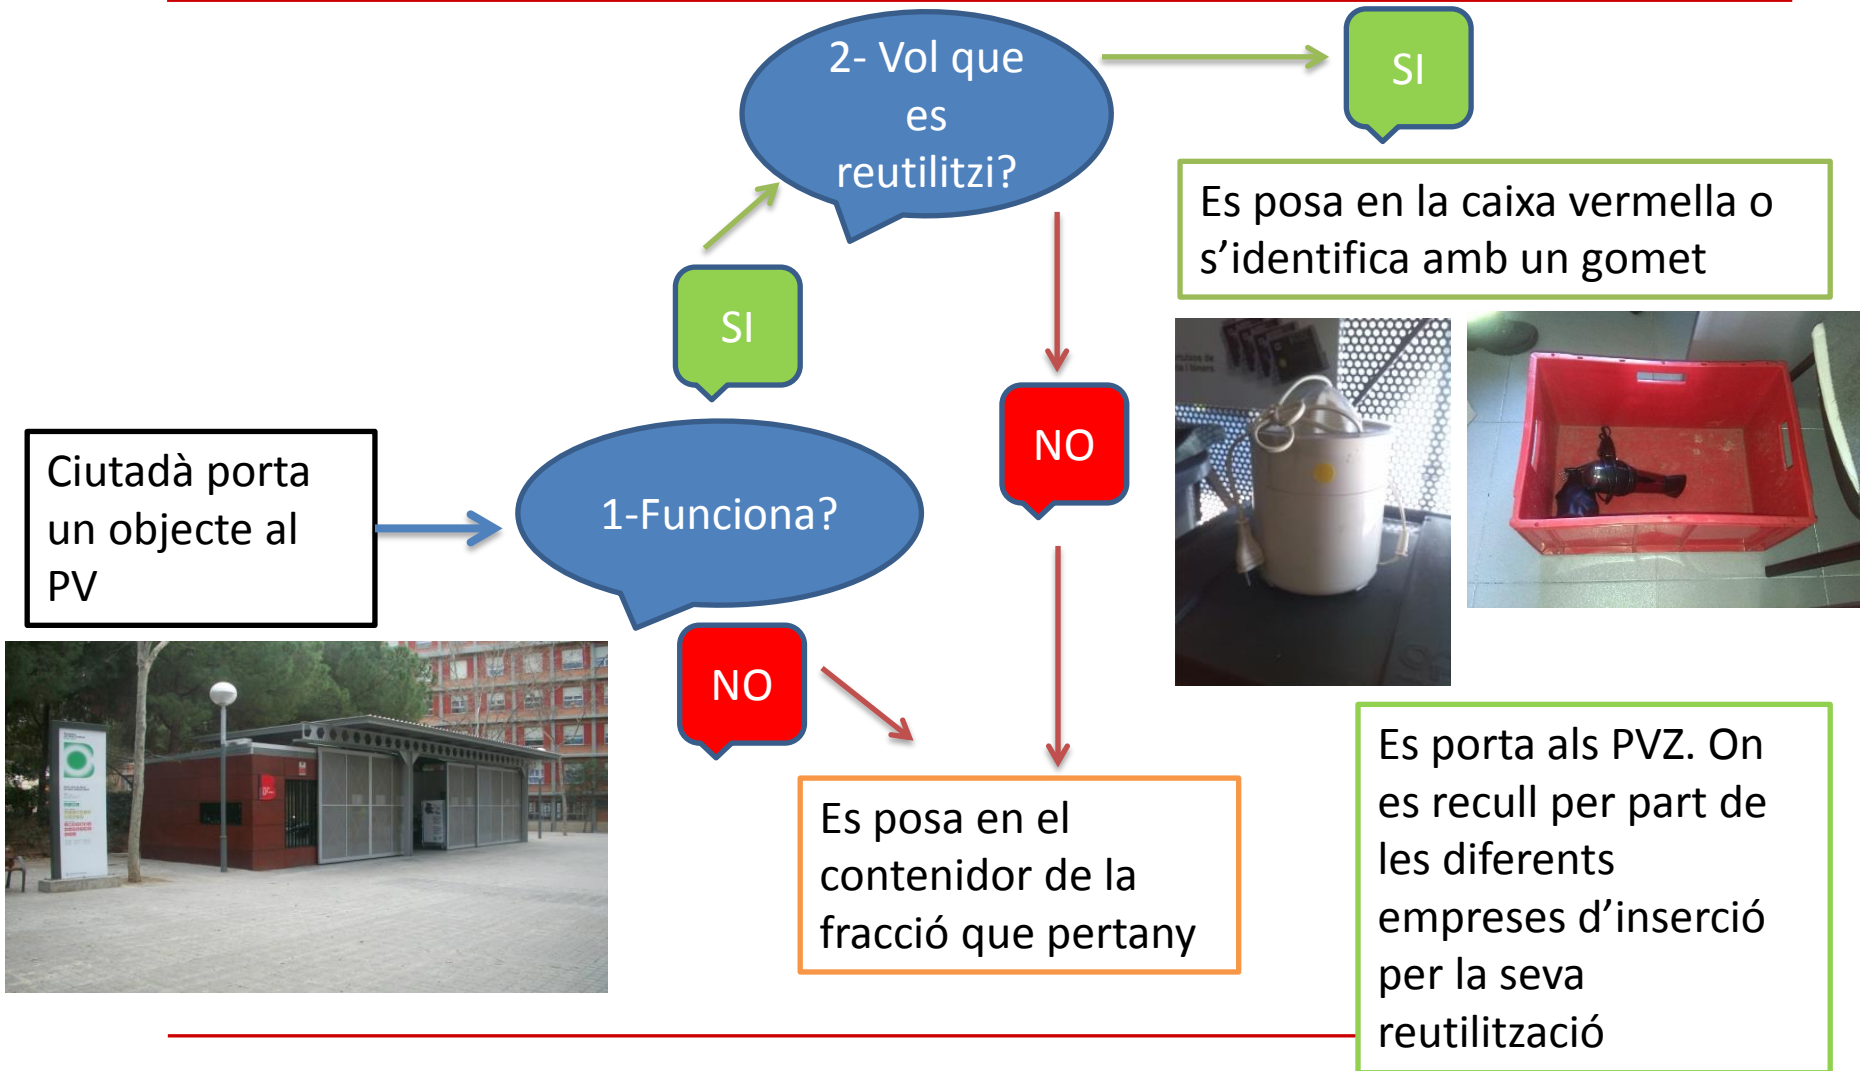 2- Vol que
es
reutilitzi?
SI
Es posa en la caixa vermella o
s’identifica amb un gomet
SI
NO
Ciutadà porta
un objecte al
PV
1-Funciona?
NO
Es posa en el
contenidor de la
fracció que pertany
Es porta als PVZ. On
es recull per part de
les diferents
empreses d’inserció
per la seva
reutilització